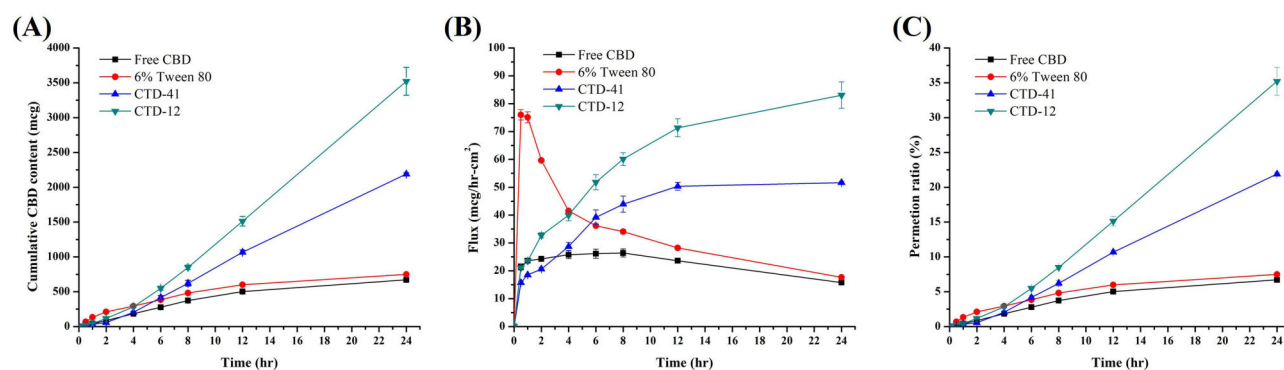 (A)
4000
3500
3000
2500
2000
1500
1000
500
0
Cumulative CBD content (mcg)
Free CBD
6% Tween 80
CTD-41
CTD-12
0 2 4 6 8 10 12 14 16 18 20 22 24
Time (hr)
(B)
100
90
80
70
60
50
40
30
20
10
0
Flux (mcg/hr-cm²)
Free CBD
6% Tween 80
CTD-41
CTD-12
0 2 4 6 8 10 12 14 16 18 20 22 24
Time (hr)
(C)
40
35
30
25
20
15
10
5
0
Permetion ratio (%)
Free CBD
6% Tween 80
CTD-41
CTD-12
0 2 4 6 8 10 12 14 16 18 20 22 24
Time (hr)